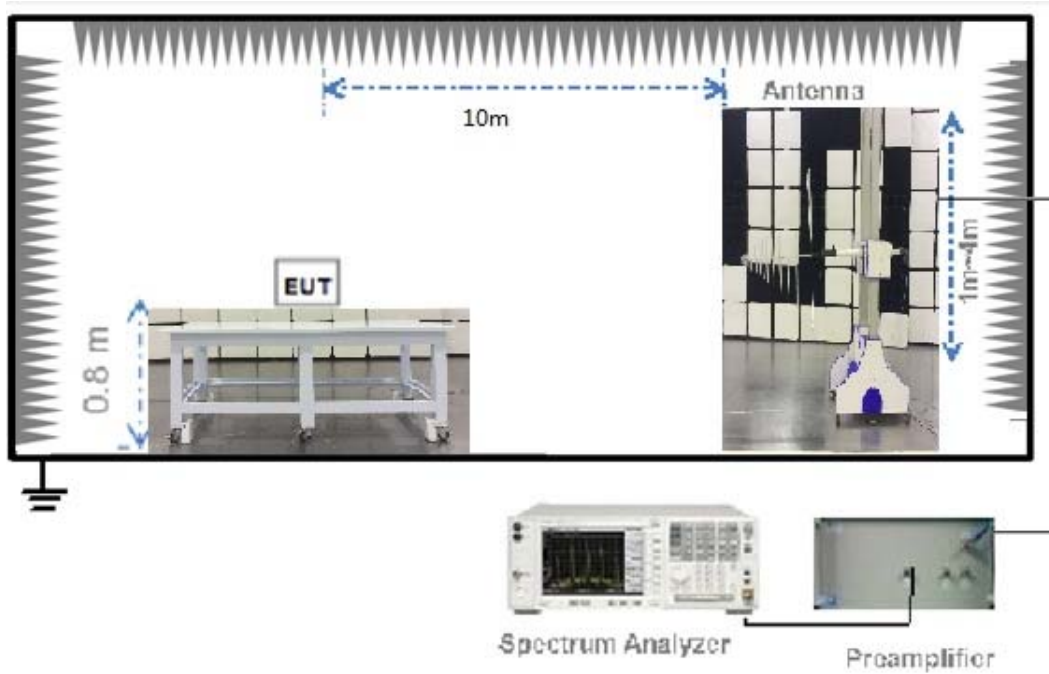 Antenna
10m
1m~4m
EUT
0.8 m
Spectrum Analyzer
Preamplifier